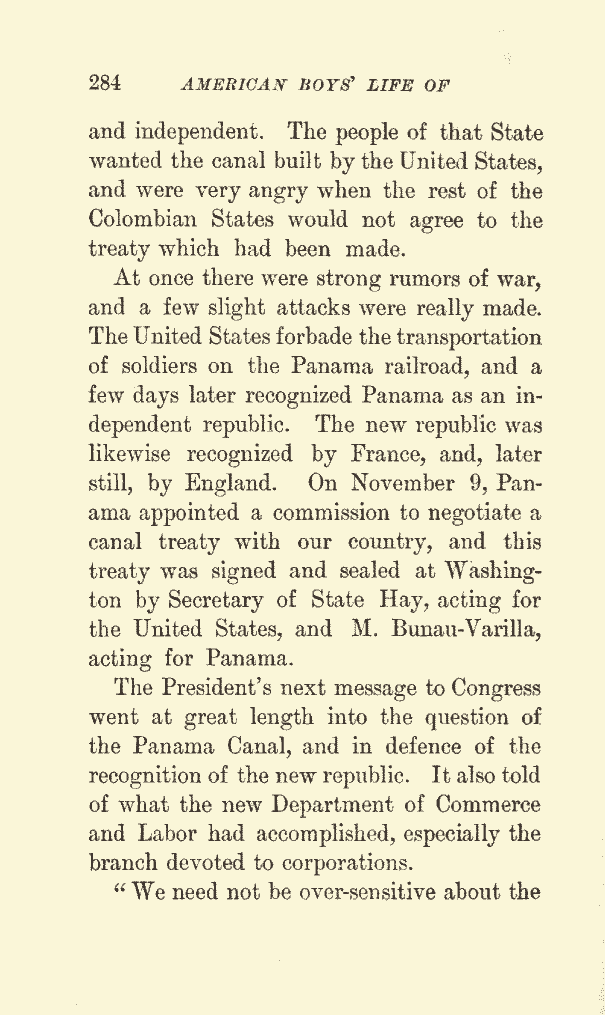 284 AMERICAN BOYS' LIFE OF
and independent. The people of that State
wanted the canal built by the United States,
and were very angry when the rest of the
Colombian States would not agree to the
treaty which had been made.
At once there were strong rumors of war,
and a few slight attacks were really made.
The United States forbade the transportation
of soldiers on the Panama railroad, and a
few days later recognized Panama as an in-
dependent republic. The new republic was
likewise recognized by France, and, later
still, by England. On November 9, Pan-
ama appointed a commission to negotiate a
canal treaty with our country, and this
treaty was signed and sealed at Washing-
ton by Secretary of State Hay, acting for
the United States, and M. Bunau-Varilla,
acting for Panama.
The President's next message to Congress
went at great length into the question of
the Panama Canal, and in defence of the
recognition of the new republic. It also told
of what the new Department of Commerce
and Labor had accomplished, especially the
branch devoted to corporations.
“We need not be over-sensitive about the